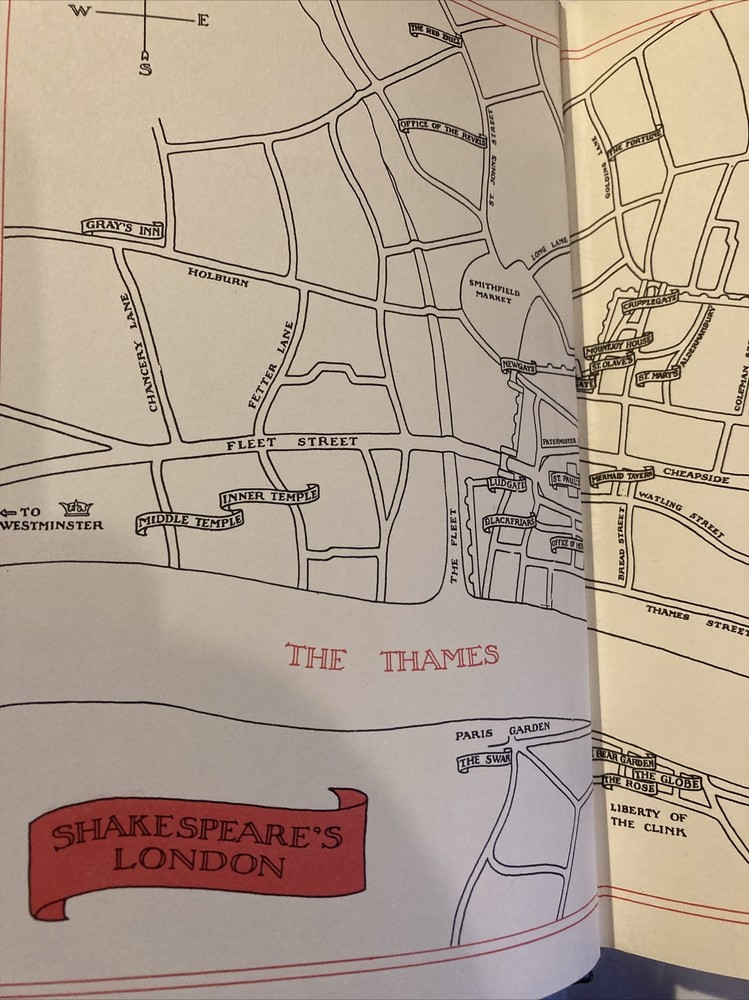 W
E
S
THE RED BULL
OFFICE OF THE REVELS
ST. JOHN'S STREET
GOLDING LANE
THE FORTUNE
GRAY'S INN
HOLBURN
LONG LANE
SMITHFIELD
MARKET
CRIPPLEGATE
CHANCERY LANE
FETTER LANE
MOUNTJOY HOUSE
ST. OLAVE'S
ST. MARY'S
ALDERMANBURY
COLEMAN
NEWGATE
FLEET STREET
PATERNOSTER
← TO
WESTMINSTER
INNER TEMPLE
MIDDLE TEMPLE
LUDGATE
ST. PAUL'S
MERMAID TAVERN
CHEAPSIDE
WATLING STREET
BLACKFRIARS
OFFICE OF
BREAD STREET
THE FLEET
THAMES STREET
THE THAMES
PARIS GARDEN
THE SWAN
BEAR GARDEN
THE GLOBE
THE ROSE
LIBERTY OF
THE CLINK
SHAKESPEARE'S
LONDON